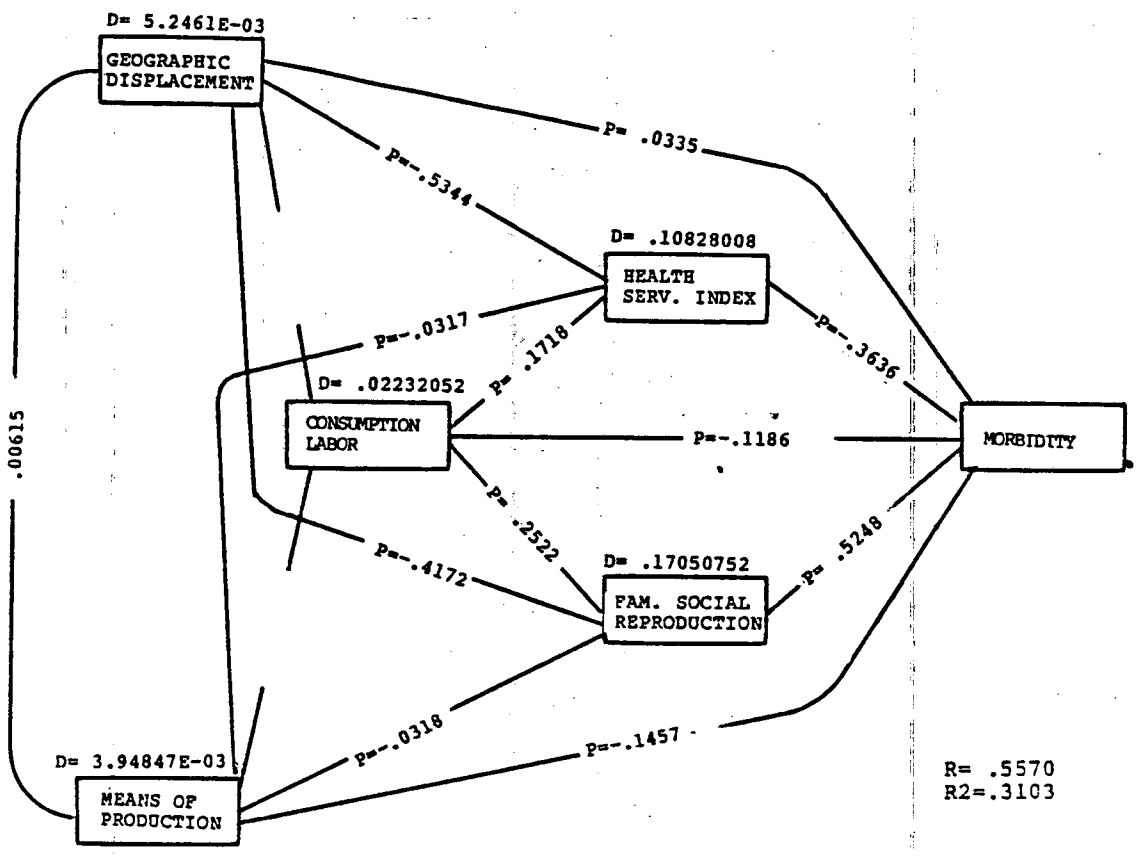 D= 5.2461E-03
GEOGRAPHIC
DISPLACEMENT
P= .0335
P=-.5344
D= .10828008
HEALTH
SERV. INDEX
P=-.0317
P= .1718
P=-.3636
D= .02232052
CONSUMPTION
LABOR
P=-.1186
MORBIDITY
.00615
P= .2522
P=-.4172
P= .5248
D= .17050752
FAM. SOCIAL
REPRODUCTION
P=-.0318
P=-.1457
D= 3.94847E-03
MEANS OF
PRODUCTION
R= .5570
R2=.3103